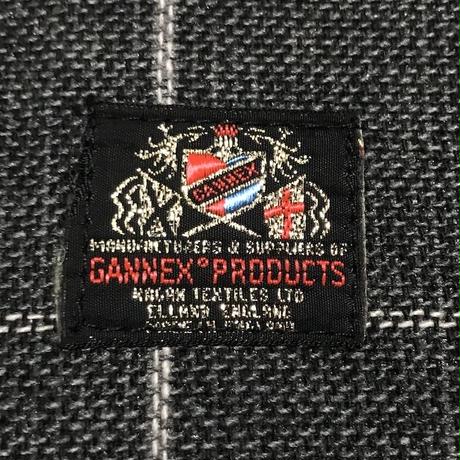 GANNEX
MANUFACTURERS & SUPPLIERS OF
GANNEX° PRODUCTS
KAGAN TEXTILES LTD
ELLAND ENGLAND